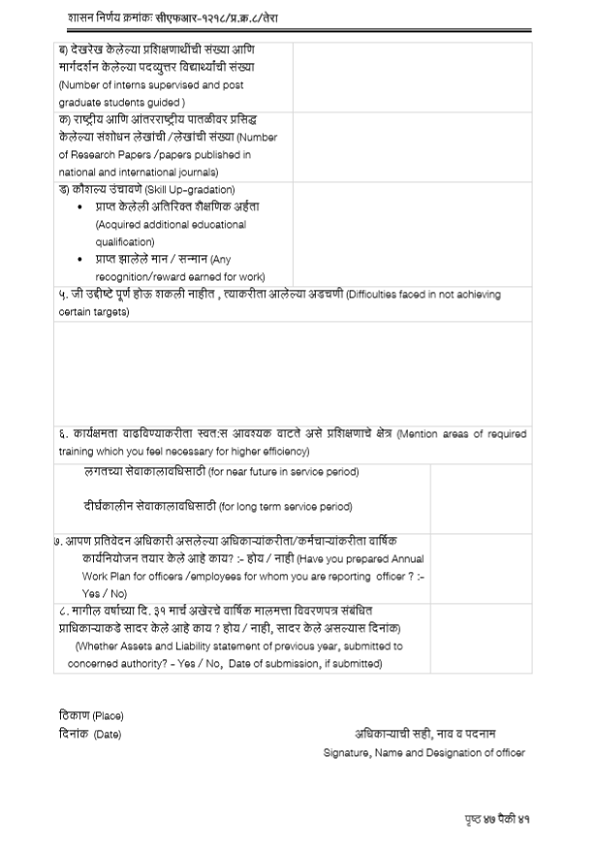 शासन निर्णय क्रमांकः सीएफआर-१२१८/प्र.क्र.८/तेरा
ब) देखरेख केलेल्या प्रशिक्षणार्थींची संख्या आणि
मार्गदर्शन केलेल्या पदव्युत्तर विद्यार्थ्यांची संख्या
(Number of interns supervised and post
graduate students guided )
क) राष्ट्रीय आणि आंतरराष्ट्रीय पातळीवर प्रसिद्ध
केलेल्या संशोधन लेखांची /लेखांची संख्या (Number
of Research Papers /papers published in
national and international journals)
ड) कौशल्य उंचावणे (Skill Up-gradation)
• प्राप्त केलेली अतिरिक्त शैक्षणिक अर्हता
(Acquired additional educational
qualification)
• प्राप्त झालेले मान / सन्मान (Any
recognition/reward earned for work)
५. जी उद्दीष्टे पूर्ण होऊ शकली नाहीत , त्याकरीता आलेल्या अडचणी (Difficulties faced in not achieving
certain targets)
६. कार्यक्षमता वाढविण्याकरीता स्वत:स आवश्यक वाटते असे प्रशिक्षणाचे क्षेत्र (Mention areas of required
training which you feel necessary for higher efficiency)
लगतच्या सेवाकालावधिसाठी (for near future in service period)
दीर्घकालीन सेवाकालावधिसाठी (for long term service period)
७. आपण प्रतिवेदन अधिकारी असलेल्या अधिकाऱ्यांकरीता/कर्मचाऱ्यांकरीता वार्षिक
कार्यनियोजन तयार केले आहे काय? :- होय / नाही (Have you prepared Annual
Work Plan for officers /employees for whom you are reporting officer ? :-
Yes / No)
८. मागील वर्षाच्या दि. ३१ मार्च अखेरचे वार्षिक मालमत्ता विवरणपत्र संबंधित
प्राधिकाऱ्याकडे सादर केले आहे काय ? होय / नाही, सादर केले असल्यास दिनांक)
(Whether Assets and Liability statement of previous year, submitted to
concerned authority? - Yes / No, Date of submission, if submitted)
ठिकाण (Place)
दिनांक (Date)
अधिकाऱ्याची सही, नाव व पदनाम
Signature, Name and Designation of officer
पृष्ठ ४७ पैकी ४१